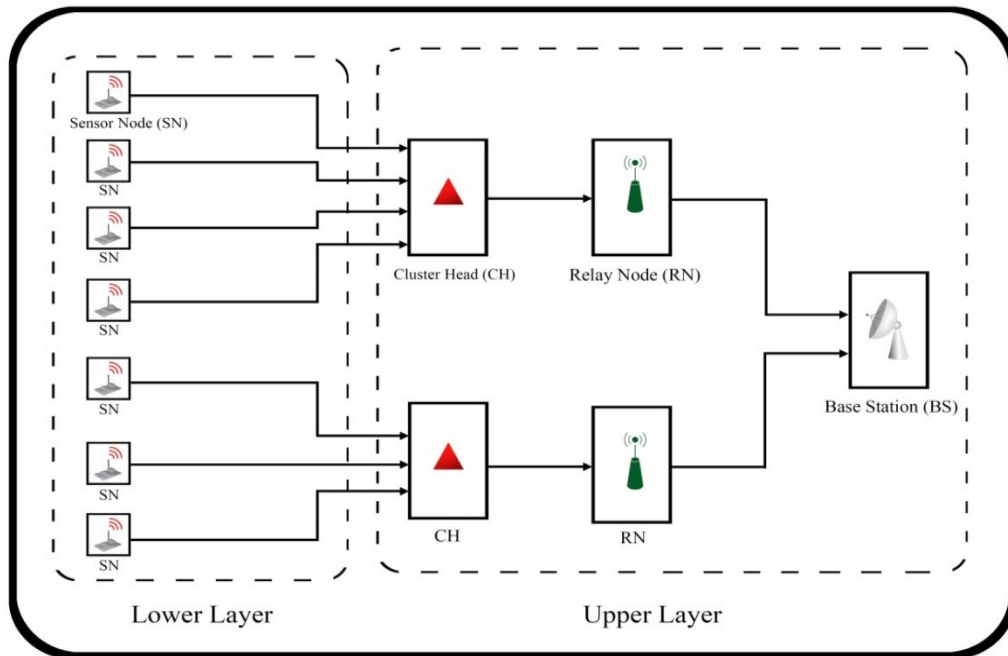 Sensor Node (SN)
SN
SN
SN
SN
SN
SN
Cluster Head (CH)
Relay Node (RN)
Base Station (BS)
CH
RN
Lower Layer
Upper Layer